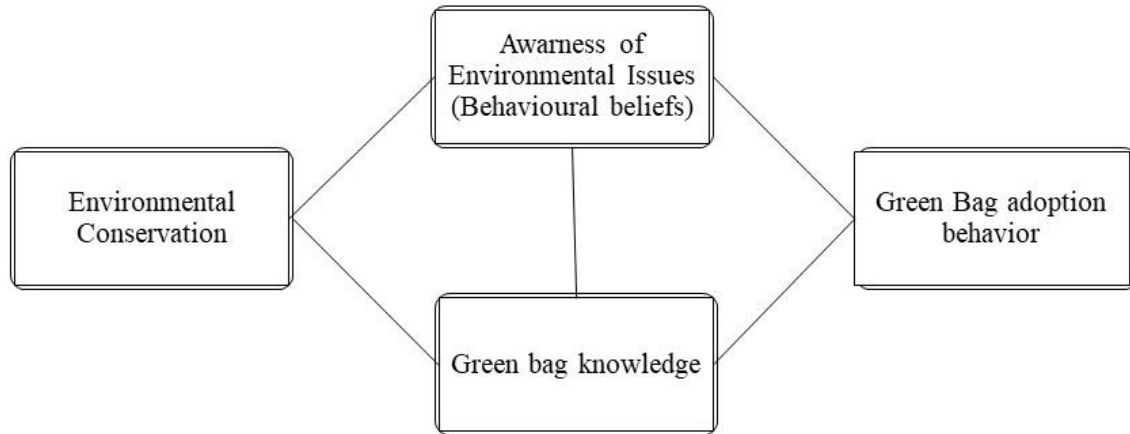 Awarness of
Environmental Issues
(Behavioural beliefs)
Environmental
Conservation
Green Bag adoption
behavior
Green bag knowledge